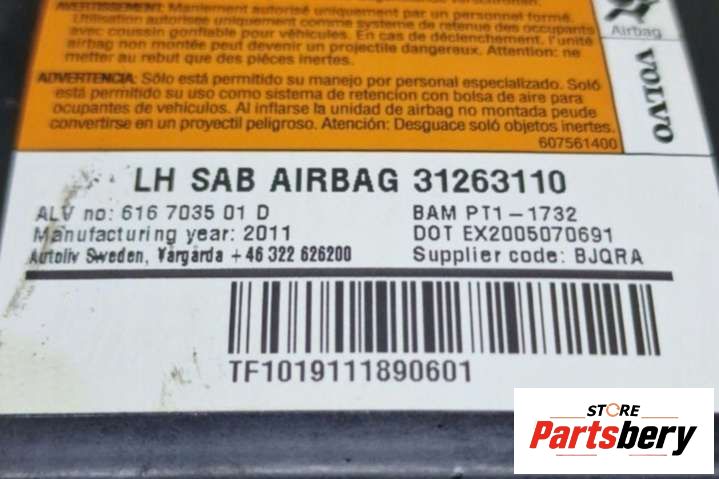 AVERTISSEMENT: Maniement autorisé uniquement par un personnel formé.
Utilisation autorisée uniquement comme système de retenue des occupants
avec coussin gonflable pour véhicules. En cas de déclenchement, l'unité
airbag non montée peut devenir un projectile dangereux. Attention: ne
metter au rebut que des pièces inertes.
ADVERTENCIA: Sólo está permitido su manejo por personal especializado. Soló
está permitido su uso como sistema de retención con bolsa de aire para
ocupantes de vehículos. Al inflarse la unidad de airbag no montada peude
convertirse en un proyectil peligroso. Atención: Desguace soló objetos inertes.
607561400
Airbag
VOLVO
LH SAB AIRBAG 31263110
ALV no: 616 7035 01 D
BAM PT1-1732
Manufacturing year: 2011
DOT EX2005070691
Autoliv Sweden, Vårgårda +46 322 626200
Supplier code: BJQRA
TF1019111890601
STORE
Partsbery